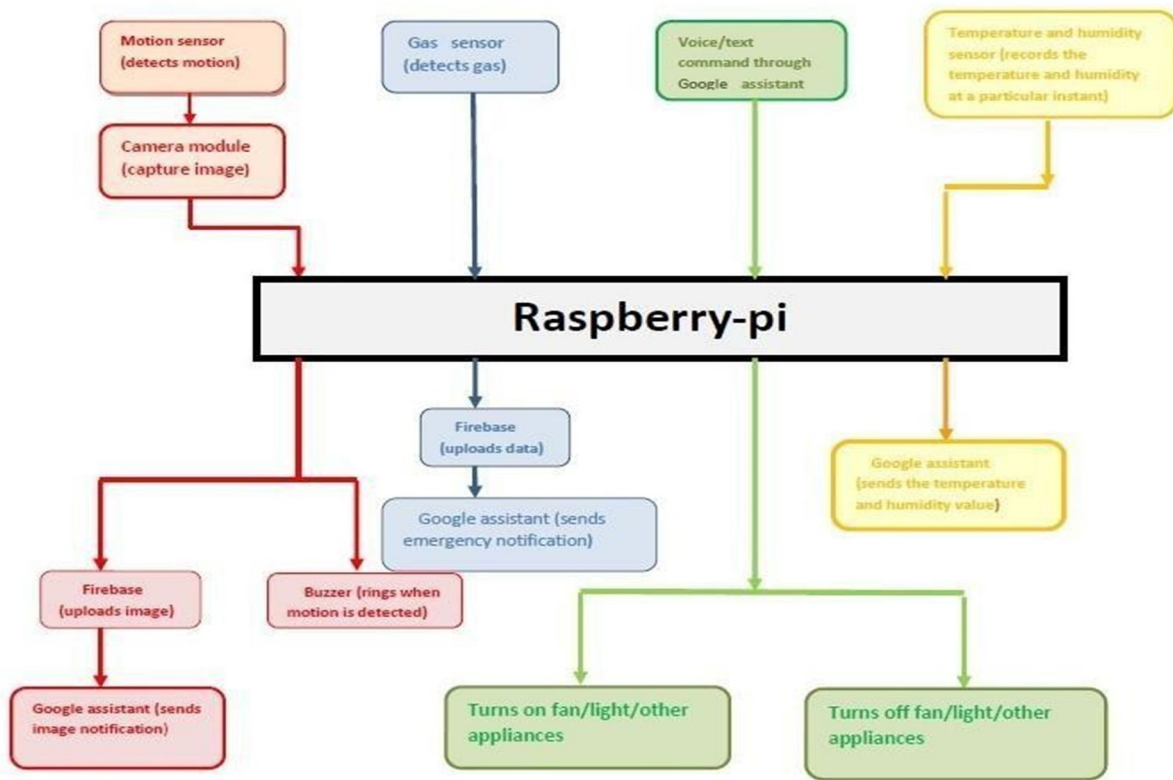 Motion sensor
(detects motion)
Gas sensor
(detects gas)
Voice/text
command through
Google assistant
Temperature and humidity
sensor (records the
temperature and humidity
at a particular instant)
Camera module
(capture image)
Raspberry-pi
Firebase
(uploads data)
Google assistant
(sends the temperature
and humidity value)
Google assistant (sends
emergency notification)
Firebase
(uploads image)
Buzzer (rings when
motion is detected)
Google assistant (sends
image notification)
Turns on fan/light/other
appliances
Turns off fan/light/other
appliances